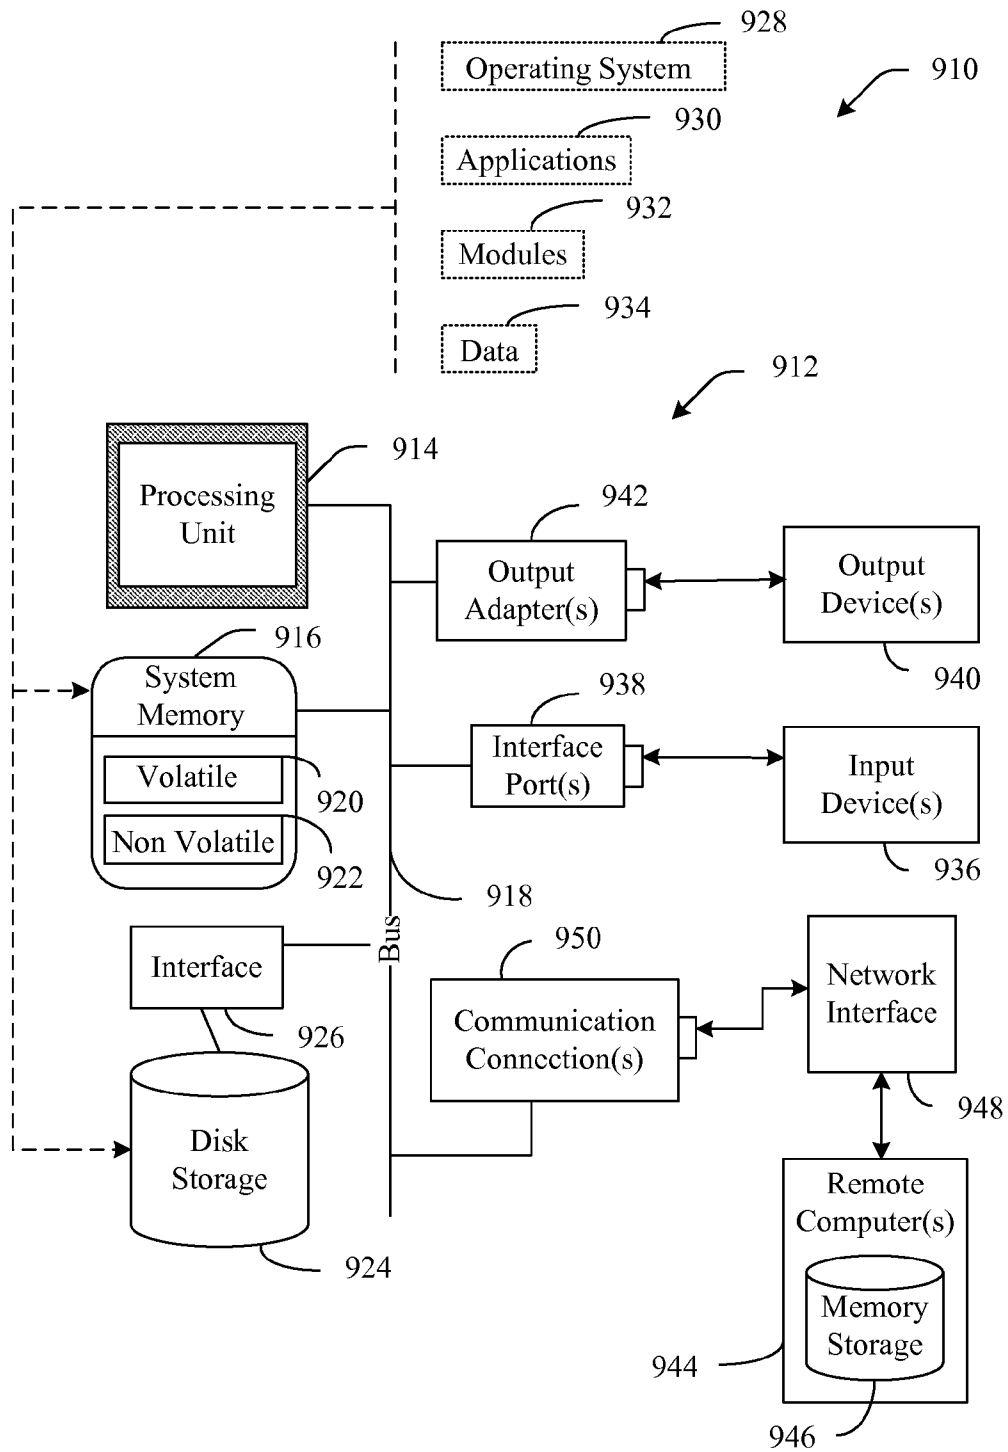 928
Operating System
910
930
Applications
932
Modules
934
Data
912
914
Processing
Unit
942
Output
Adapter(s)
Output
Device(s)
940
916
System
Memory
Volatile
920
Non Volatile
922
938
Interface
Port(s)
Input
Device(s)
936
918
Bus
Interface
926
950
Communication
Connection(s)
Network
Interface
948
Disk
Storage
924
Remote
Computer(s)
Memory
Storage
944
946